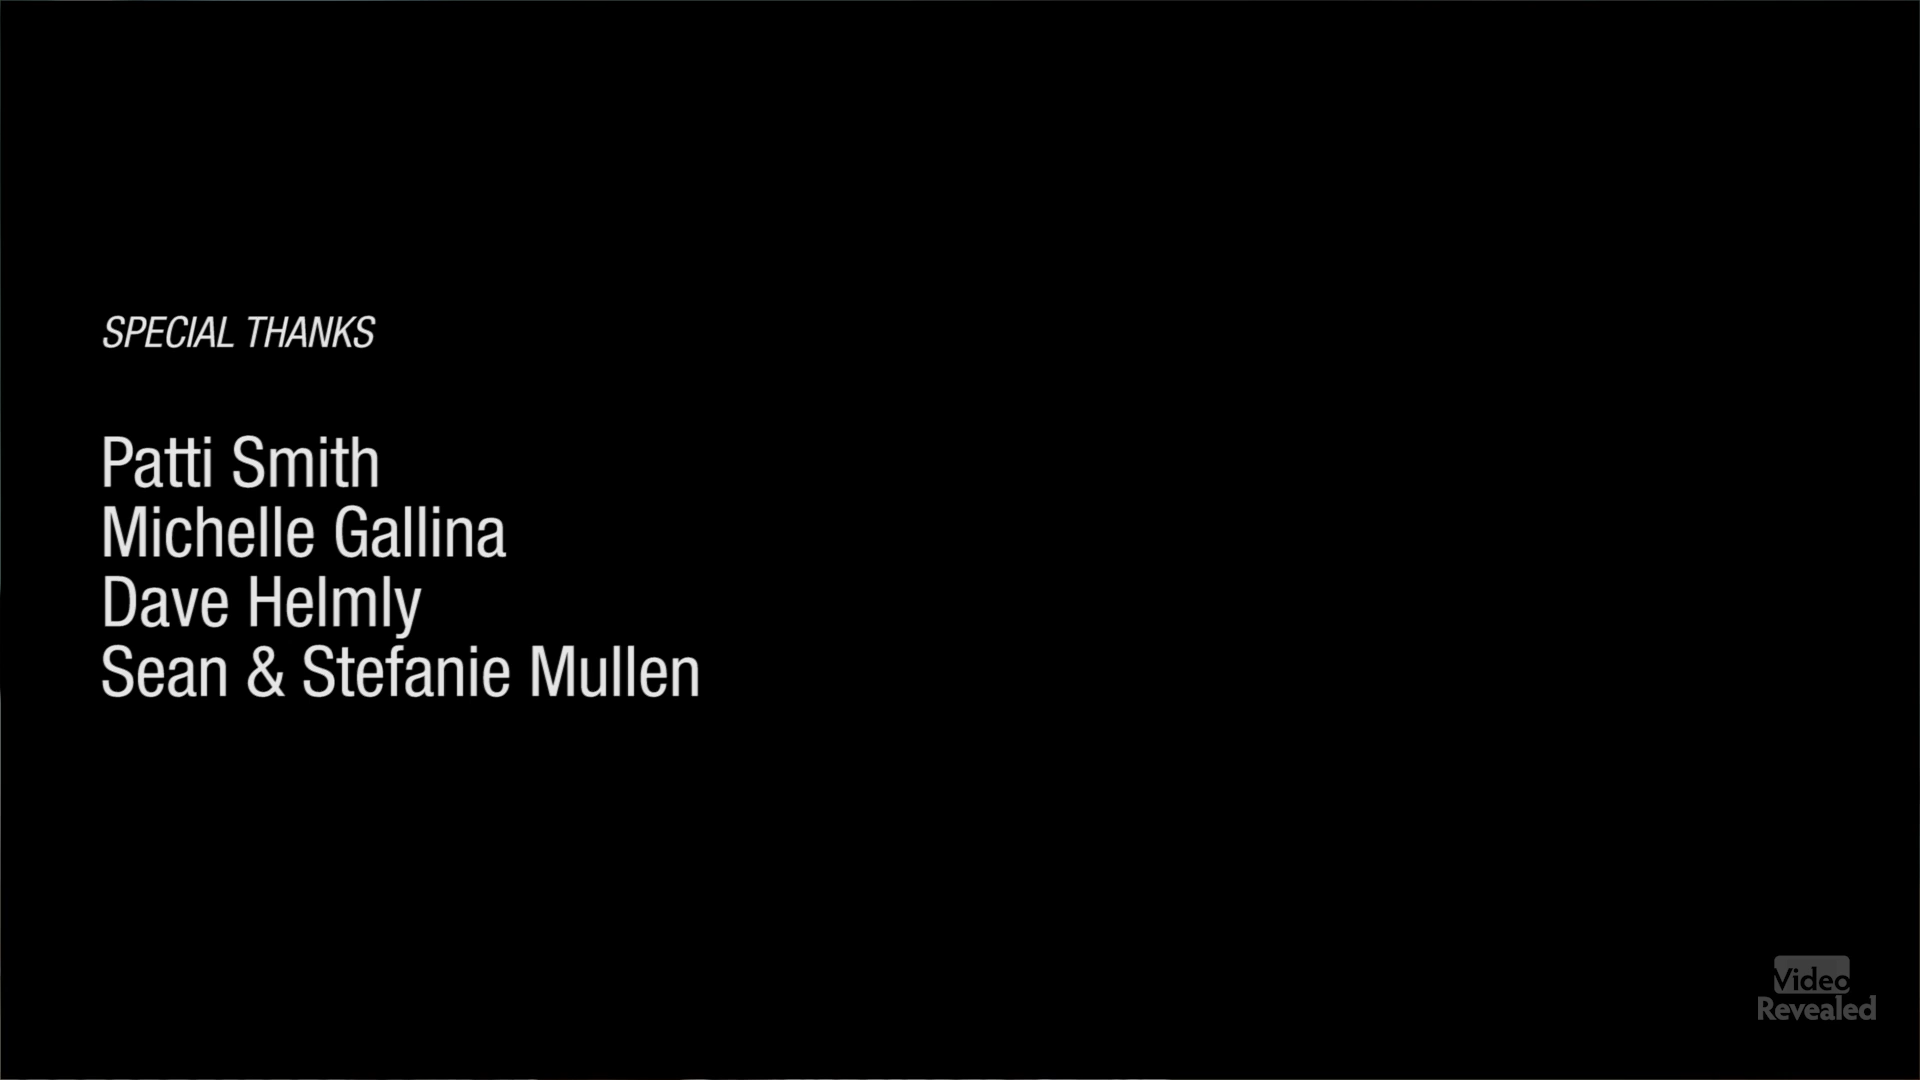 SPECIAL THANKS
Patti Smith
Michelle Gallina
Dave Helmly
Sean & Stefanie Mullen
Video
Revealed